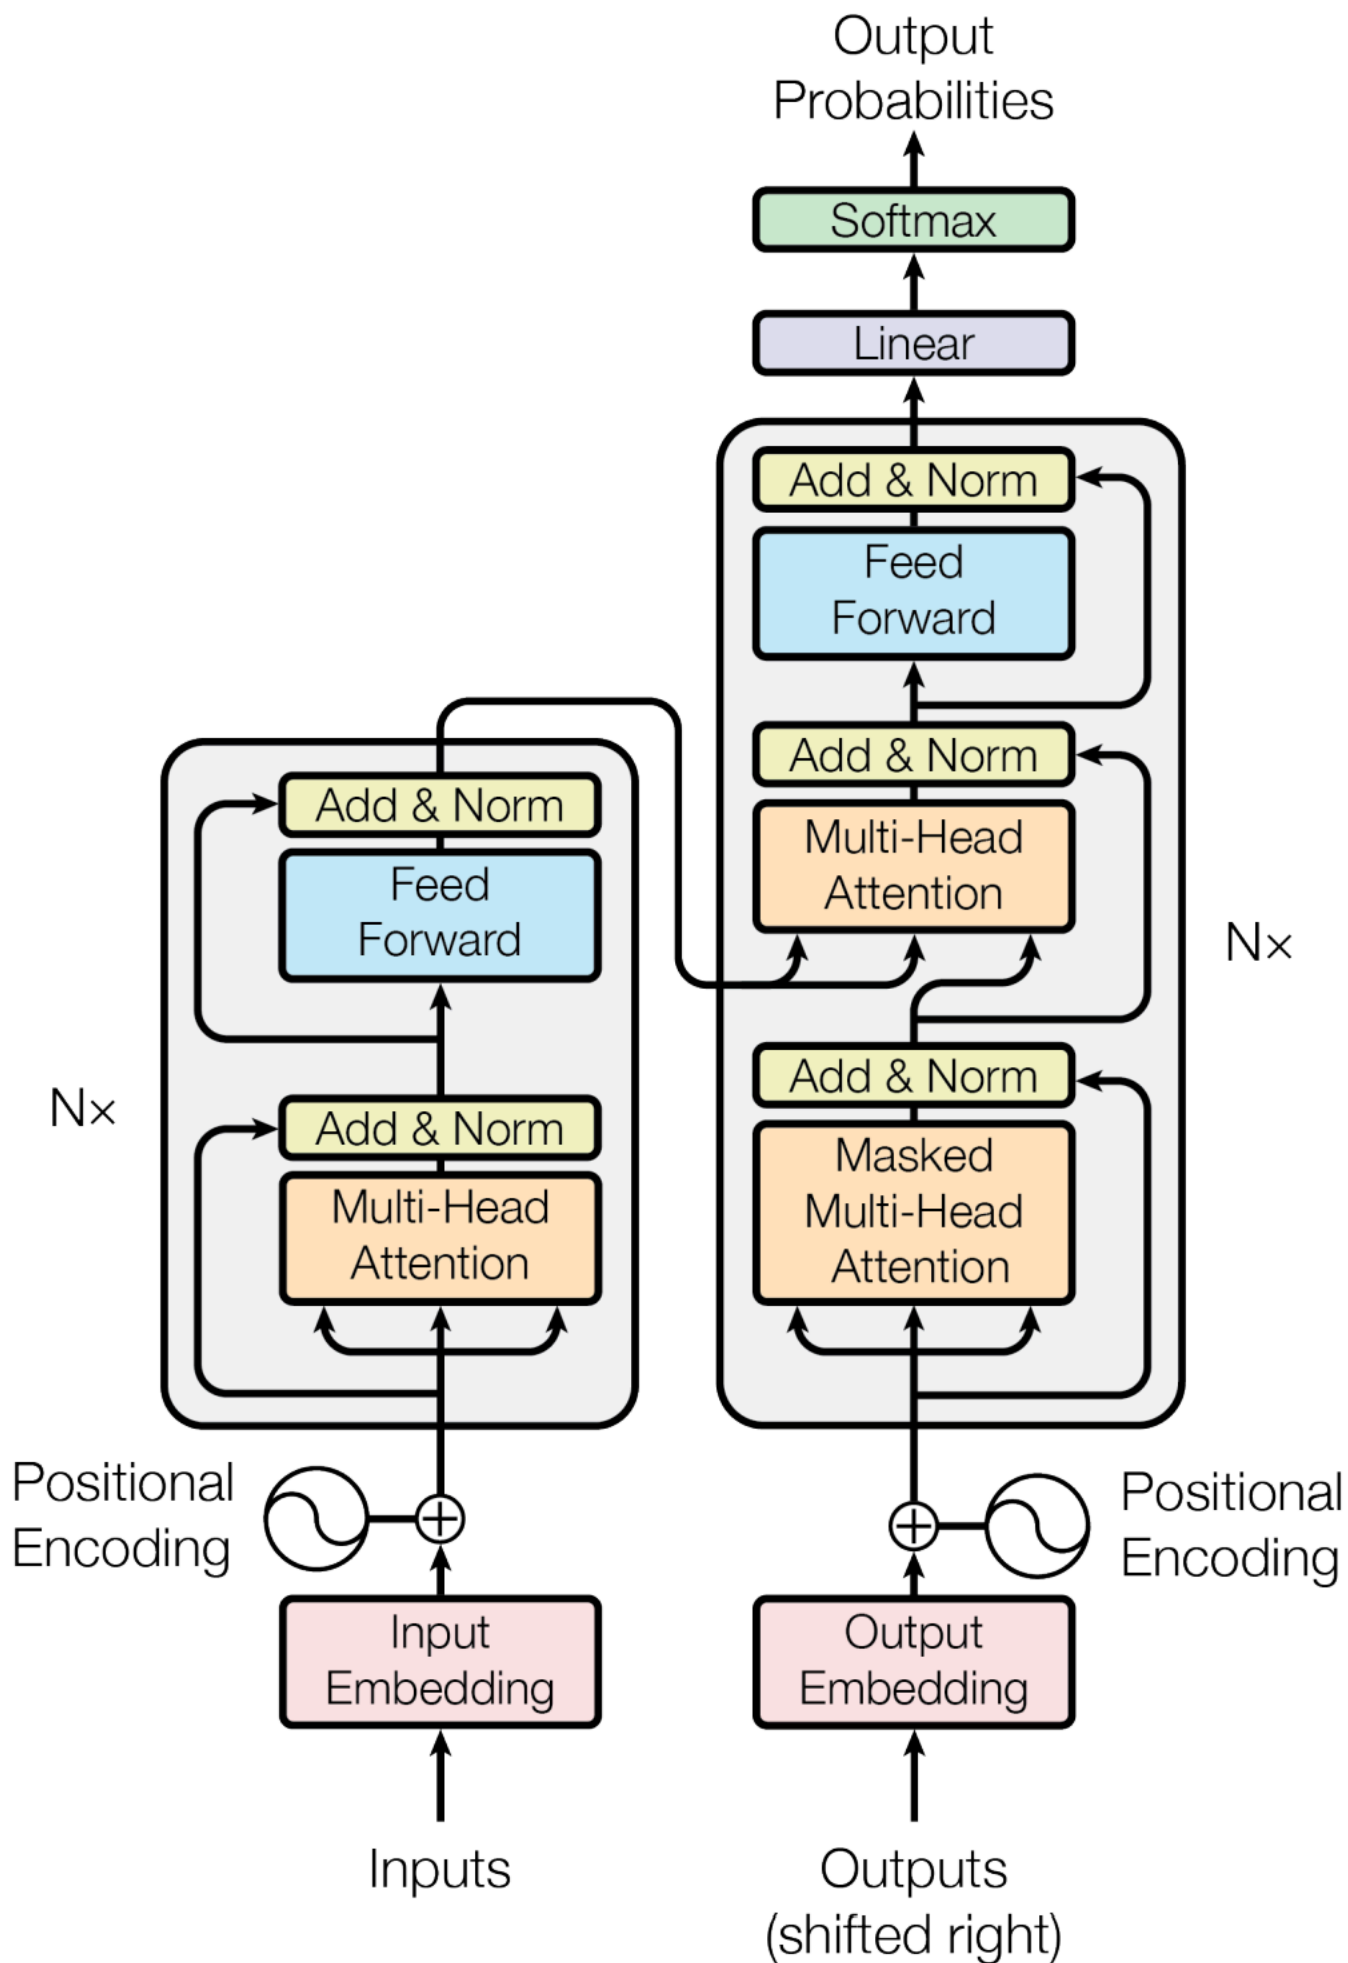 Output
Probabilities
Softmax
Linear
Add & Norm
Feed
Forward
Add & Norm
Multi-Head
Attention
Add & Norm
Masked
Multi-Head
Attention
N×
Add & Norm
Feed
Forward
Add & Norm
Multi-Head
Attention
N×
Positional
Encoding
Input
Embedding
Inputs
Positional
Encoding
Output
Embedding
Outputs
(shifted right)